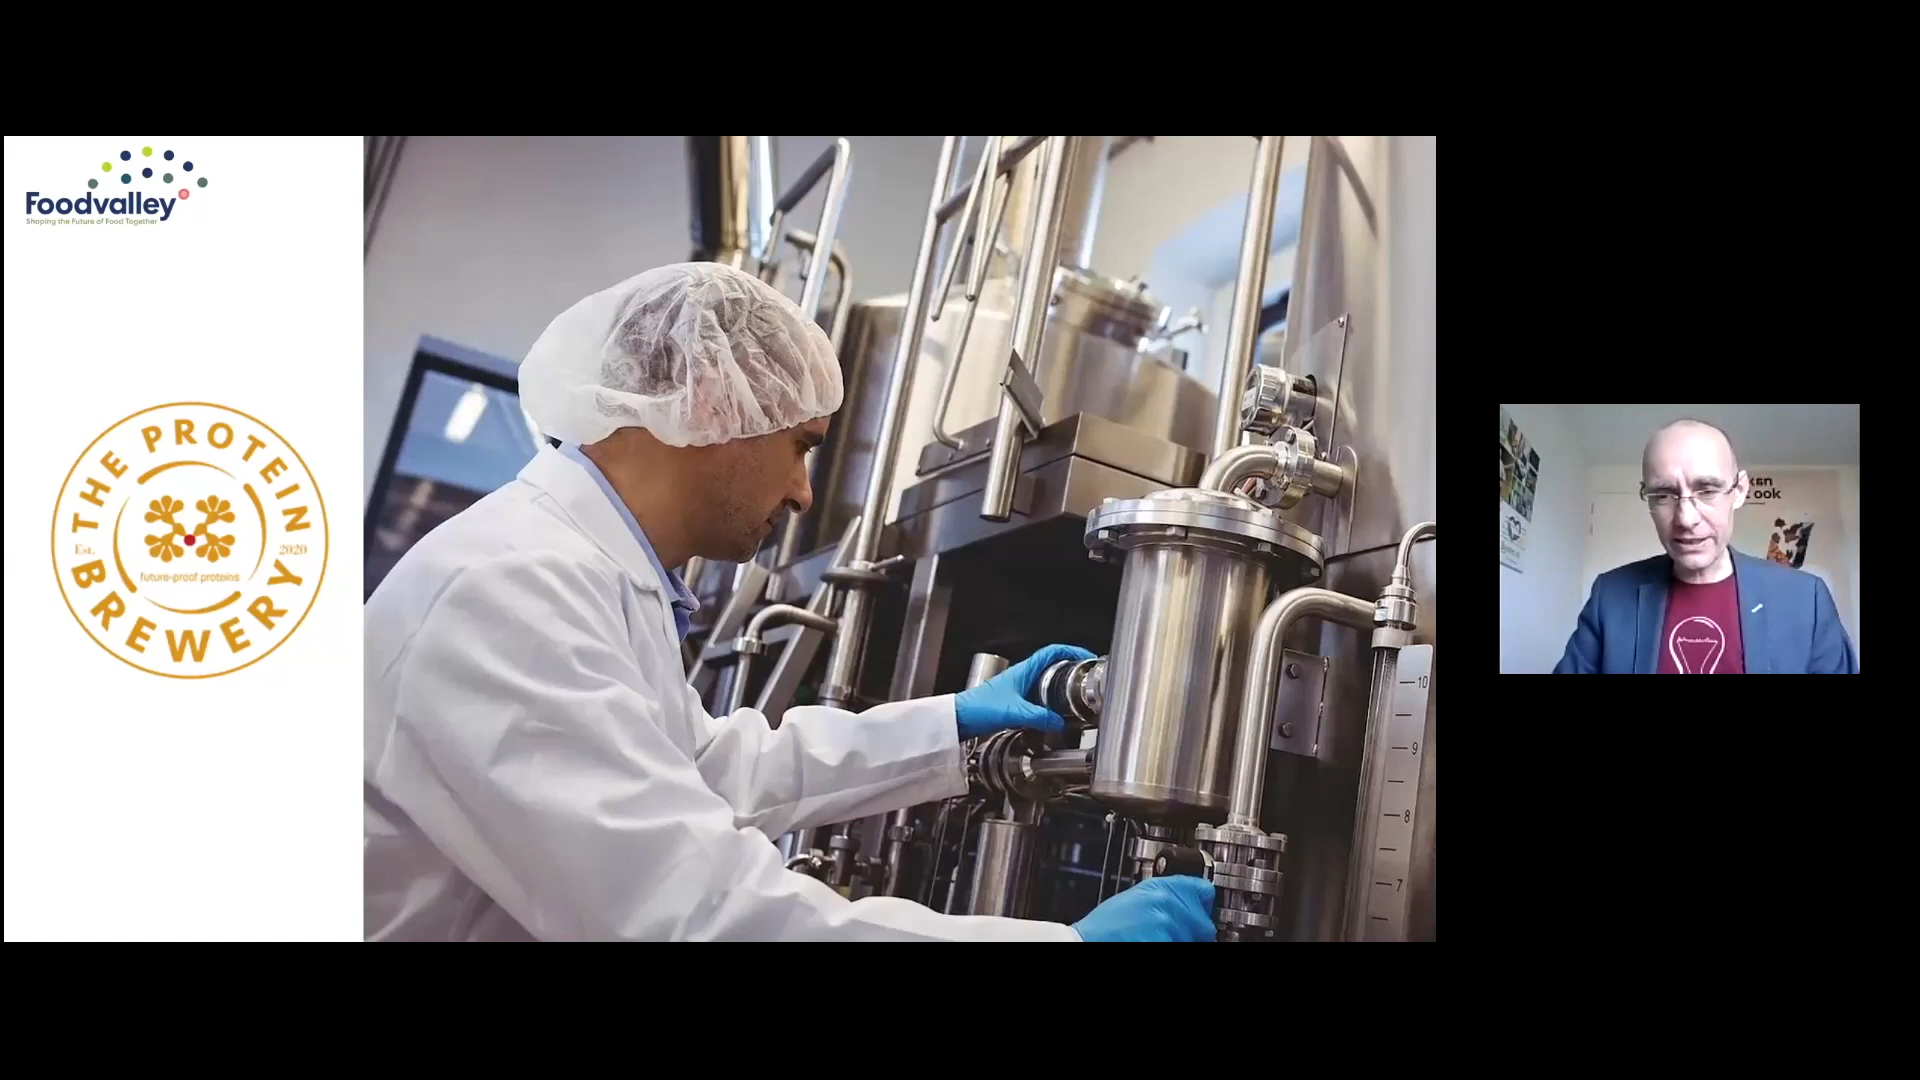 Foodvalley
Shaping the Future of Food Together
THE PROTEIN
Est. 2020
future-proof proteins
BREWERY
10
9
8
7
ook